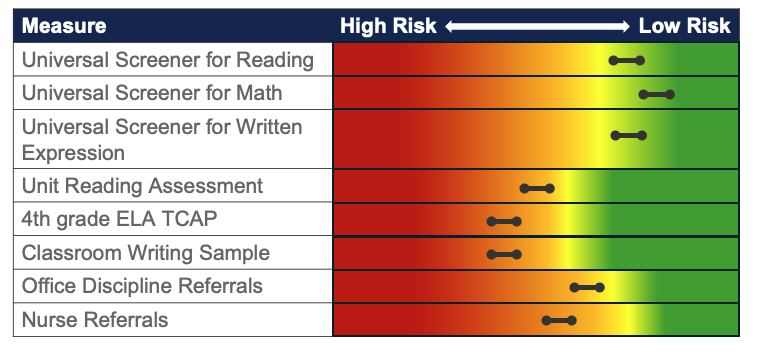 Measure High Risk Low Risk
Universal Screener for Reading
Universal Screener for Math
Universal Screener for Written
Expression
Unit Reading Assessment
4th grade ELA TCAP
Classroom Writing Sample
Office Discipline Referrals
Nurse Referrals